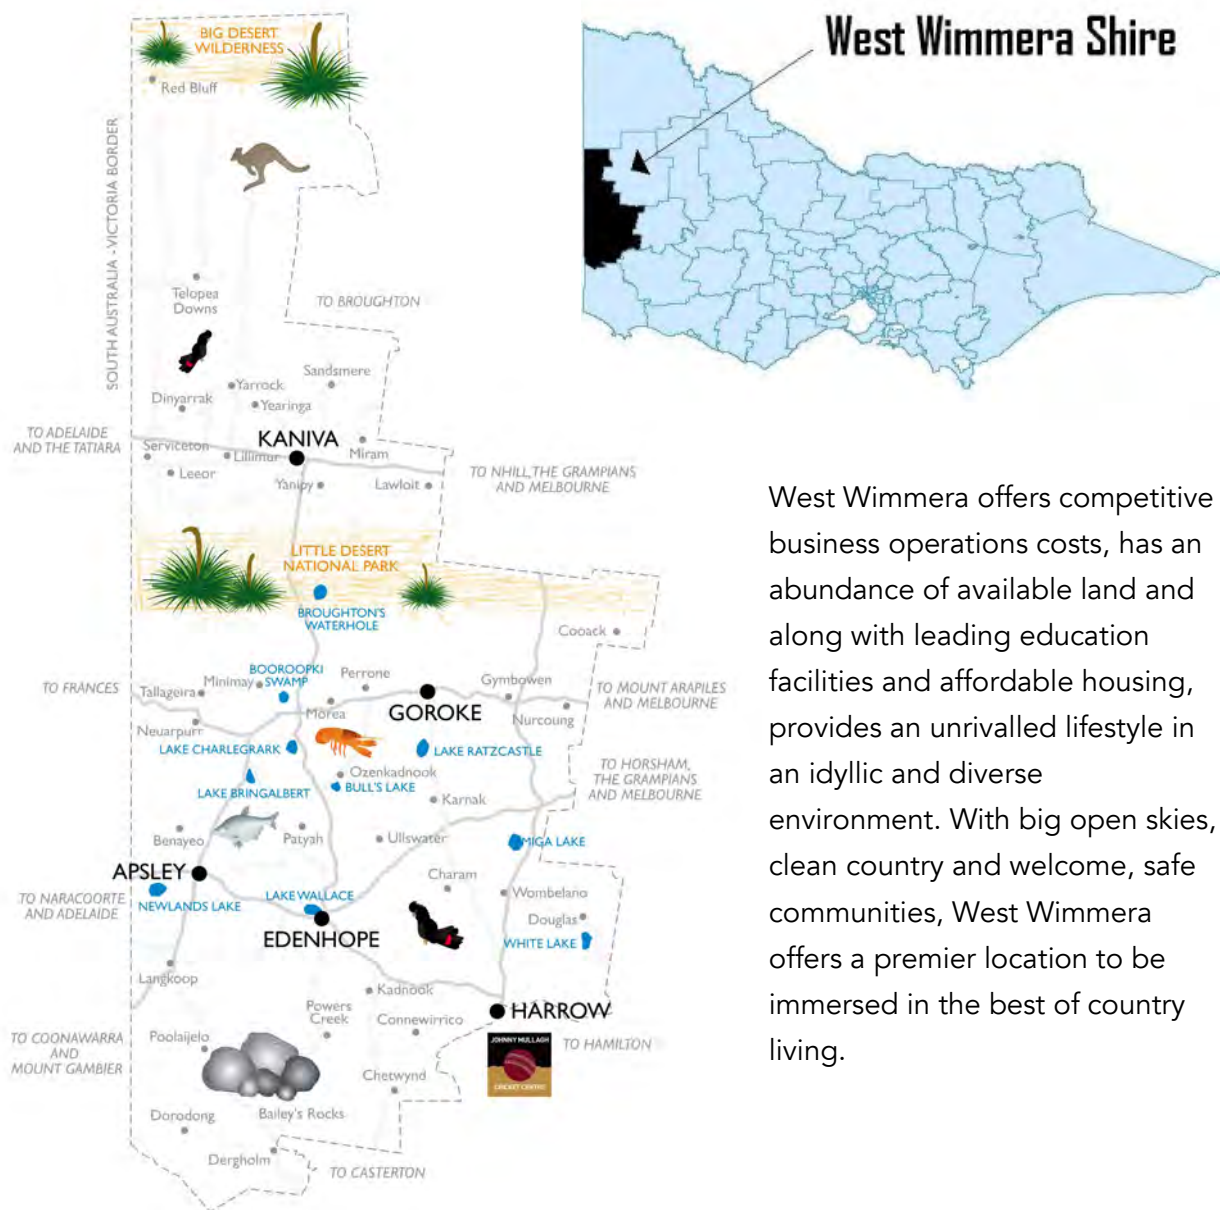 West Wimmera Shire
BIG DESERT
WILDERNESS
Red Bluff
SOUTH AUSTRALIA - VICTORIA BORDER
Telopea
Downs
TO BROUGHTON
Sandsmere
Yarrock
Dinyarrak
Yearinga
TO ADELAIDE
AND THE TATIARA
KANIVA
Serviceton
Lillimur
Miram
Leeor
Yanipy
Lawloit
TO NHILL, THE GRAMPIANS
AND MELBOURNE
LITTLE DESERT
NATIONAL PARK
BROUGHTON'S
WATERHOLE
Cooack
BOOROOPKI
SWAMP
Perrone
Minimay
Gymbowen
TO FRANCES
Tallageira
TO MOUNT ARAPILES
AND MELBOURNE
Morea
GOROKE
Nurcoung
Neuarpurr
LAKE CHARLEGRARK
LAKE RATZCASTLE
TO HORSHAM,
THE GRAMPIANS
AND MELBOURNE
Ozenkadnook
BULL'S LAKE
LAKE BRINGALBERT
Karnak
Benayeo
Patyah
Ullswater
MIGA LAKE
APSLEY
Charam
LAKE WALLACE
Wombelano
TO NARACOORTE
AND ADELAIDE
NEWLANDS LAKE
Douglas
EDENHOPE
WHITE LAKE
Langkoop
Kadnook
Powers
Creek
Connewirrico
HARROW
TO COONAWARRA
AND
MOUNT GAMBIER
Poolaijelo
JOHNNY MULLAGH
CRICKET CENTRE
TO HAMILTON
Chetwynd
Dorodong
Bailey's Rocks
Dergholm
TO CASTERTON
West Wimmera offers competitive
business operations costs, has an
abundance of available land and
along with leading education
facilities and affordable housing,
provides an unrivalled lifestyle in
an idyllic and diverse
environment. With big open skies,
clean country and welcome, safe
communities, West Wimmera
offers a premier location to be
immersed in the best of country
living.